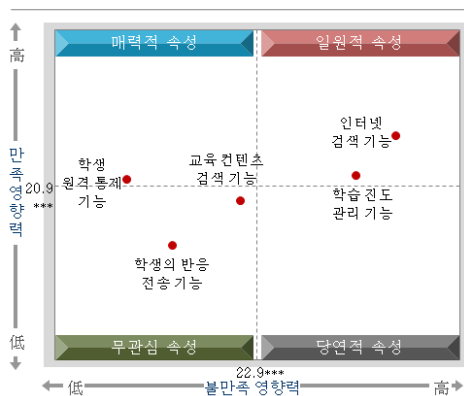 매력적 속성
일원적 속성
高
만족 영향력
20.9
***
低
학생
원격 통제
기능
교육 컨텐츠
검색 기능
인터넷
검색 기능
학습 진도
관리 기능
학생의 반응
전송 기능
무관심 속성
당연적 속성
22.9***
低
불만족 영향력
高